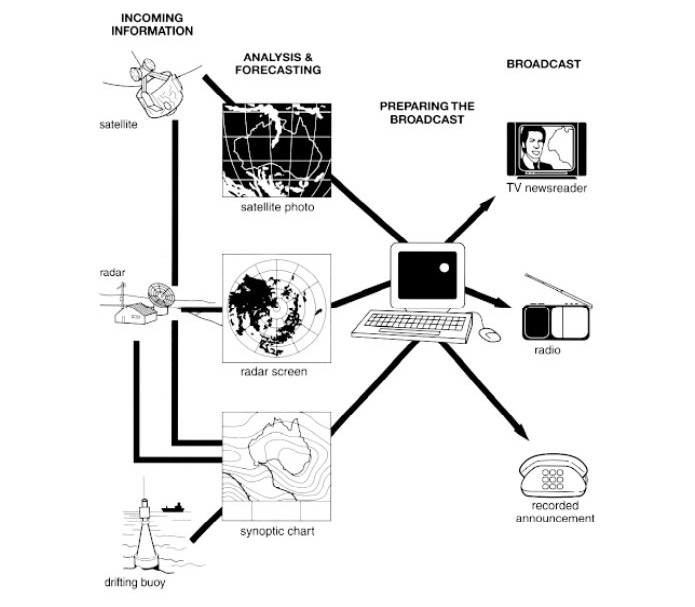 INCOMING
INFORMATION
ANALYSIS &
FORECASTING
PREPARING THE
BROADCAST
BROADCAST
satellite
satellite photo
TV newsreader
radar
radar screen
radio
synoptic chart
recorded
announcement
drifting buoy